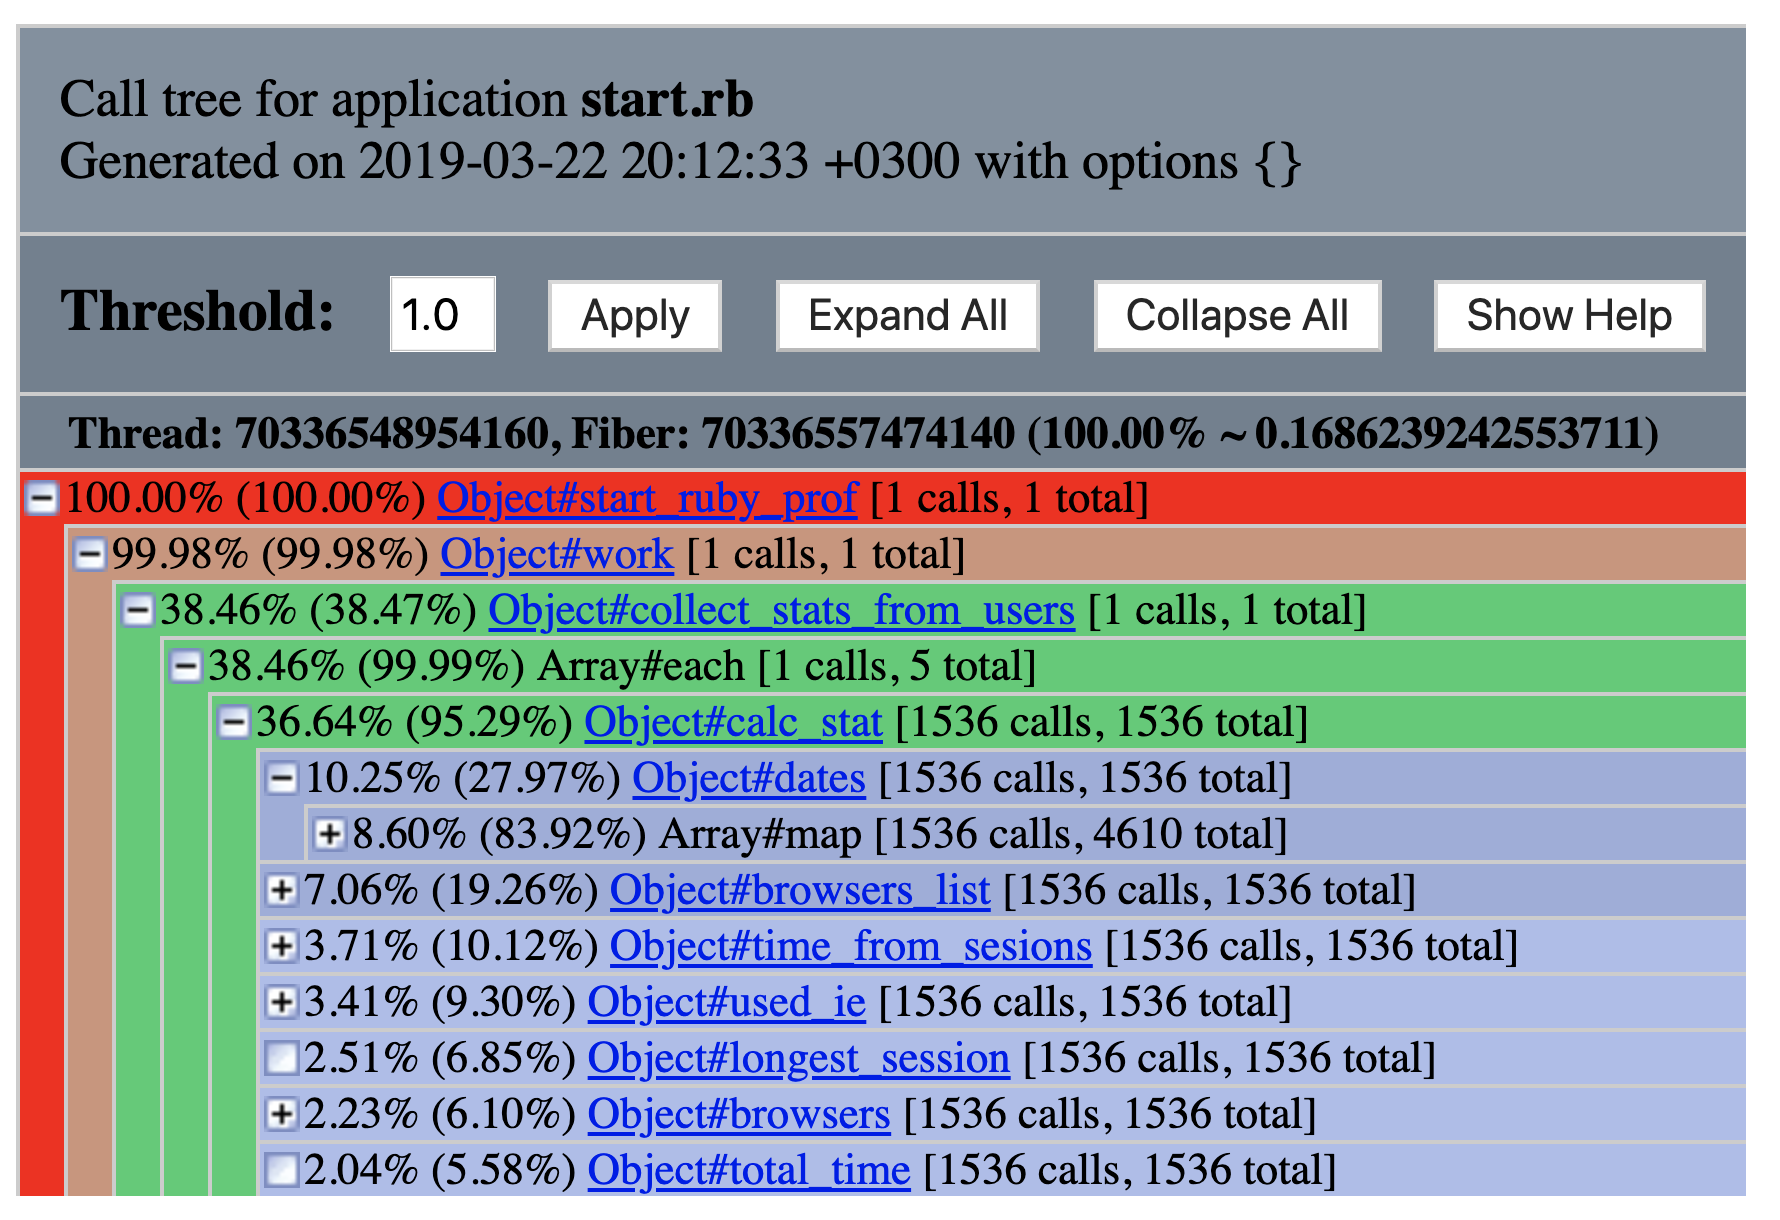 Call tree for application start.rb
Generated on 2019-03-22 20:12:33 +0300 with options {}
Threshold: 1.0 Apply Expand All Collapse All Show Help
Thread: 70336548954160, Fiber: 70336557474140 (100.00% ~ 0.1686239242553711)
100.00% (100.00%) Object#start_ruby_prof [1 calls, 1 total]
99.98% (99.98%) Object#work [1 calls, 1 total]
38.46% (38.47%) Object#collect_stats_from_users [1 calls, 1 total]
38.46% (99.99%) Array#each [1 calls, 5 total]
36.64% (95.29%) Object#calc_stat [1536 calls, 1536 total]
10.25% (27.97%) Object#dates [1536 calls, 1536 total]
8.60% (83.92%) Array#map [1536 calls, 4610 total]
7.06% (19.26%) Object#browsers_list [1536 calls, 1536 total]
3.71% (10.12%) Object#time_from_sesions [1536 calls, 1536 total]
3.41% (9.30%) Object#used_ie [1536 calls, 1536 total]
2.51% (6.85%) Object#longest_session [1536 calls, 1536 total]
2.23% (6.10%) Object#browsers [1536 calls, 1536 total]
2.04% (5.58%) Object#total_time [1536 calls, 1536 total]